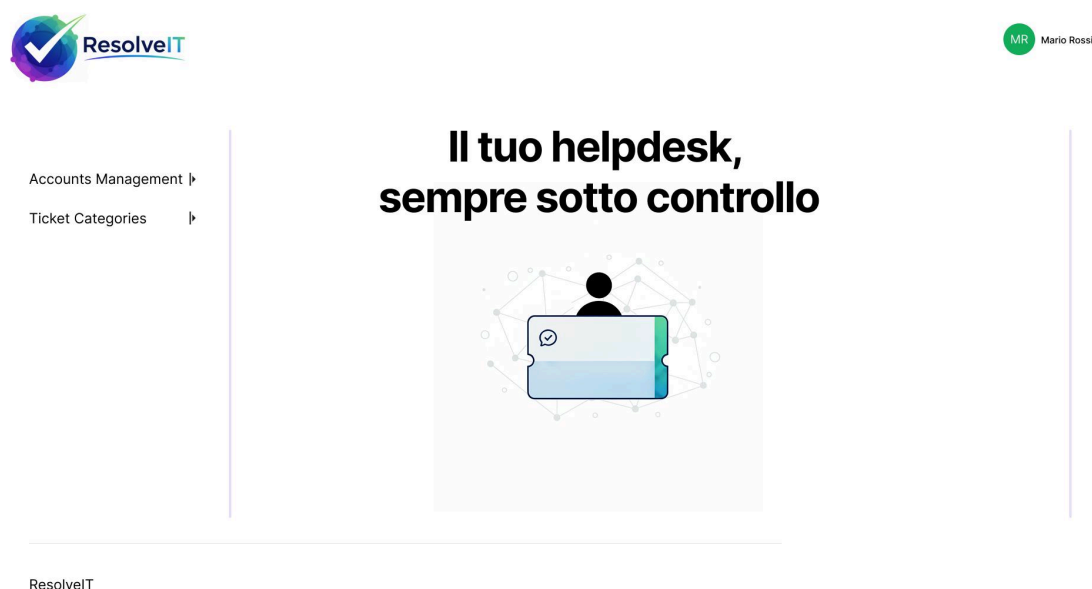 ResolveIT
MR Mario Rossi
Il tuo helpdesk,
sempre sotto controllo
Accounts Management
Ticket Categories
ResolveIT